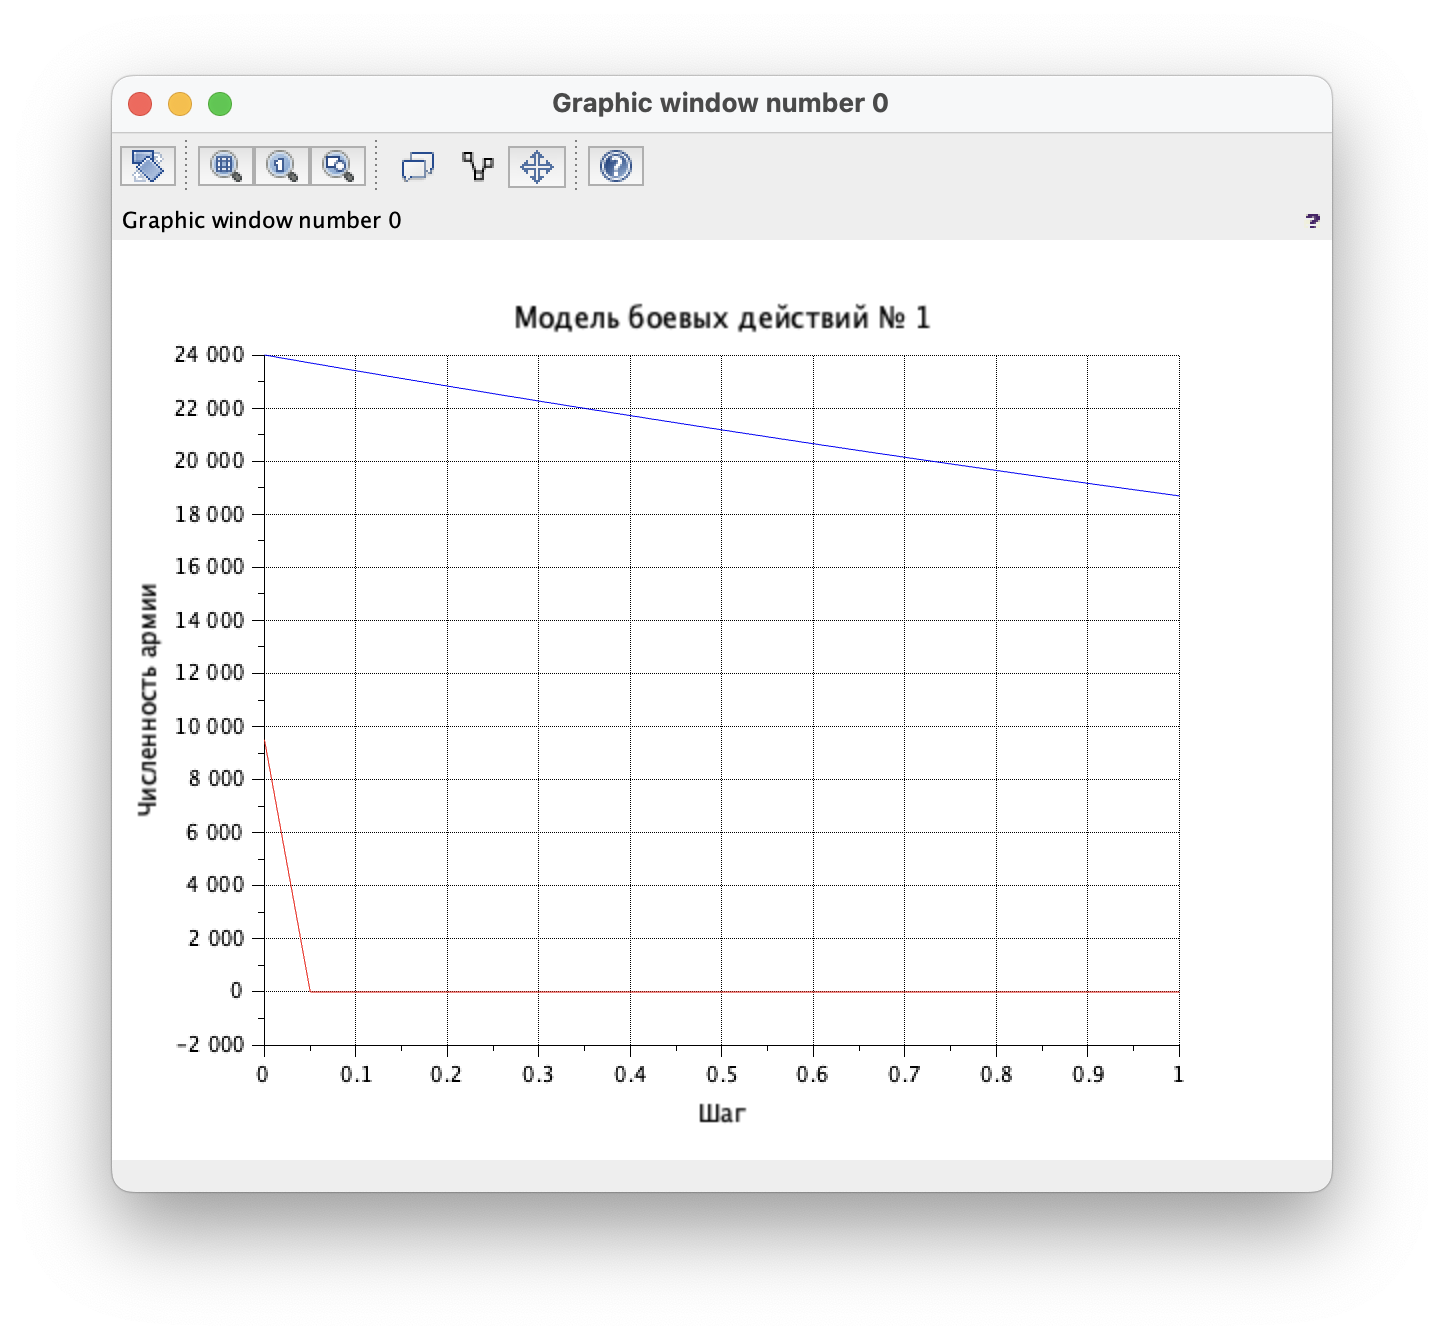 Graphic window number 0
Graphic window number 0
?
Модель боевых действий № 1
24 000
22 000
20 000
18 000
16 000
14 000
12 000
10 000
8 000
6 000
4 000
2 000
0
-2 000
Численность армии
0 0.1 0.2 0.3 0.4 0.5 0.6 0.7 0.8 0.9 1
Шаг